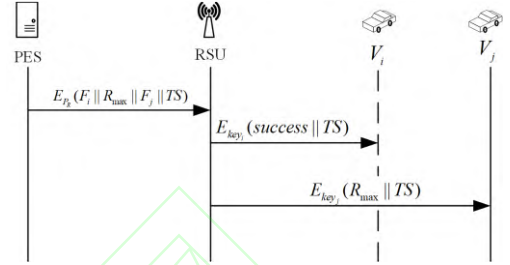 PES RSU V_i V_j
E_{P_R}(F_i || R_max || F_j || TS)
E_{key_i}(success || TS)
E_{key_j}(R_max || TS)